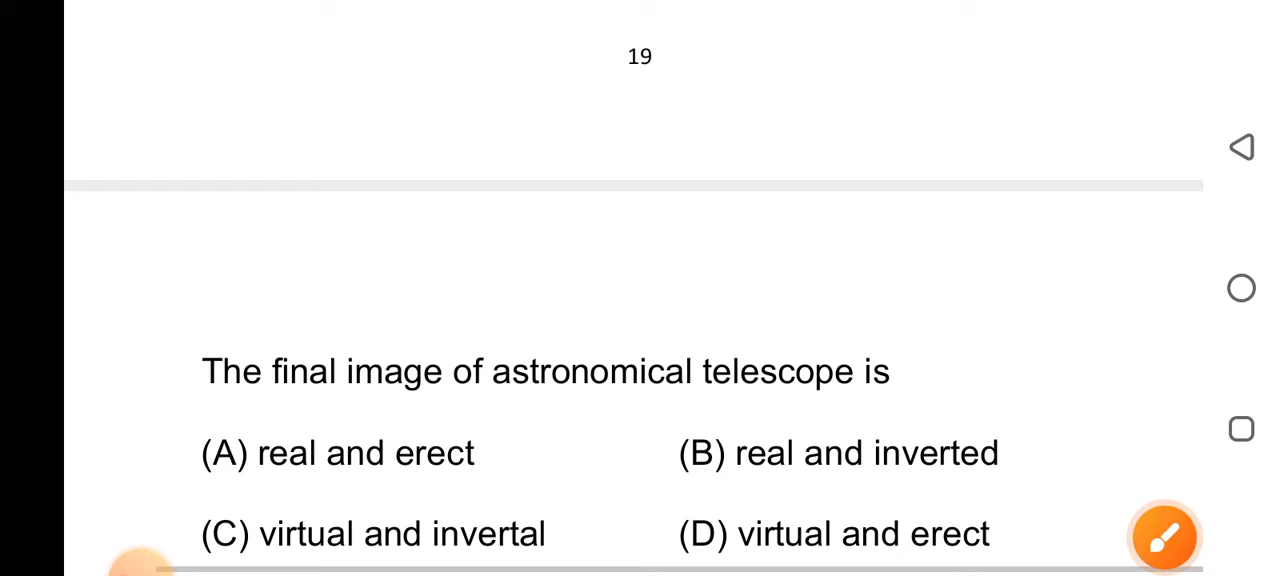 19
The final image of astronomical telescope is
(A) real and erect (B) real and inverted
(C) virtual and invertal (D) virtual and erect